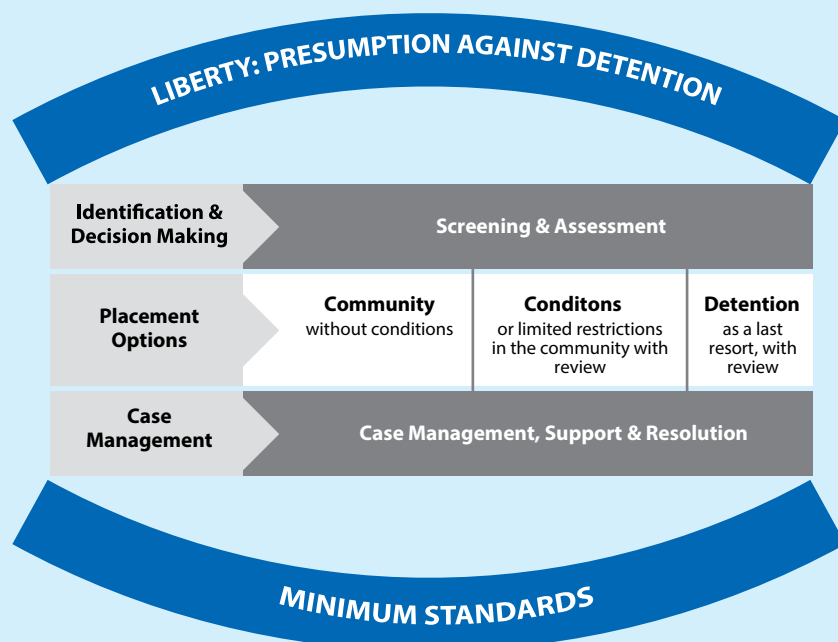 LIBERTY: PRESUMPTION AGAINST DETENTION
Identification &
Decision Making
Screening & Assessment
Placement
Options
Community
without conditions
Conditons
or limited restrictions
in the community with
review
Detention
as a last
resort, with
review
Case
Management
Case Management, Support & Resolution
MINIMUM STANDARDS